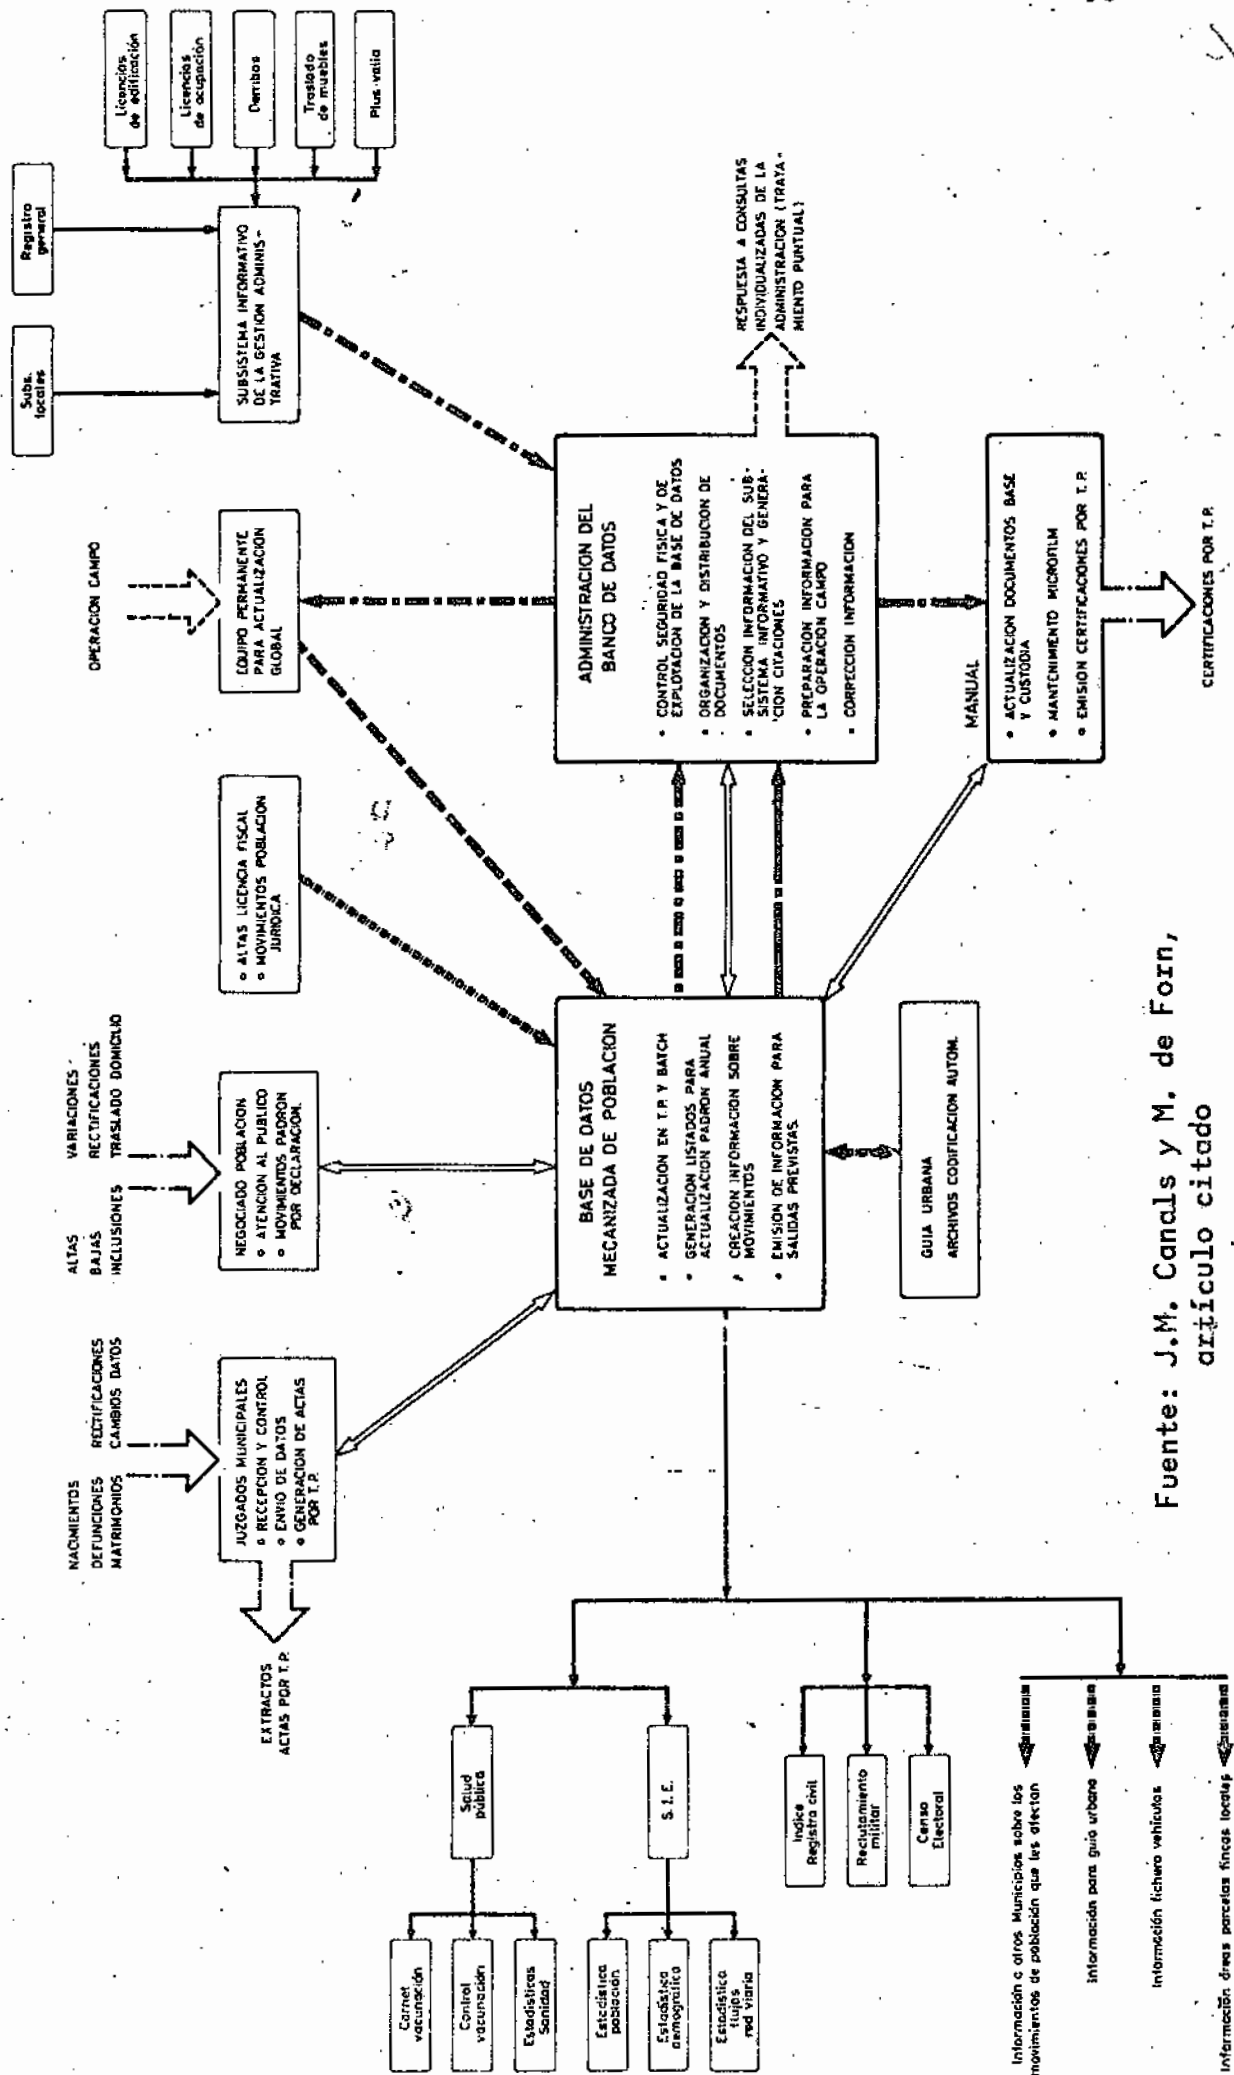 NACIMIENTOS
DEFUNCIONES
MATRIMONIOS
RECTIFICACIONES
CAMBIOS DATOS
ALTAS
BAJAS
INCLUSIONES
VARIACIONES
RECTIFICACIONES
TRASLADO DOMICILIO
OPERACION CAMPO
Subs.
locales
Registro
general
Licencias
de edificación
Licencias
de ocupación
Derribos
Traslado
de muebles
Plus valía
JUZGADOS MUNICIPALES
RECEPCION Y CONTROL
ENVIO DE DATOS
GENERACION DE ACTAS
POR T.P.
EXTRACTOS
ACTAS POR T.P.
NEGOCIADO POBLACION
ATENCION AL PUBLICO
MOVIMIENTOS PADRON
POR DECLARACION.
ALTAS LICENCIA FISCAL
MOVIMIENTOS POBLACION
JURIDICA
EQUIPO PERMANENTE
PARA ACTUALIZACION
GLOBAL
SUBSISTEMA INFORMATIVO
DE LA GESTION ADMINIS-
TRATIVA
BASE DE DATOS
MECANIZADA DE POBLACION
• ACTUALIZACION EN T.P. Y BATCH
• GENERACION LISTADOS PARA
ACTUALIZACION PADRON ANUAL
CREACION INFORMACION SOBRE
MOVIMIENTOS
• EMISION DE INFORMACION PARA
SALIDAS PREVISTAS.
ADMINISTRACION DEL
BANCO DE DATOS
• CONTROL SEGURIDAD FISICA Y DE
EXPLOTACION DE LA BASE DE DATOS
• ORGANIZACION Y DISTRIBUCION DE
DOCUMENTOS
• SELECCION INFORMACION DEL SUB-
SISTEMA INFORMATIVO Y GENERA-
CION CITACIONES
• PREPARACION INFORMACION PARA
LA OPERACION CAMPO
• CORRECCION INFORMACION
RESPUESTA A CONSULTAS
INDIVIDUALIZADAS DE LA
ADMINISTRACION (TRATA-
MIENTO PUNTUAL)
GUIA URBANA
ARCHIVOS CODIFICACION AUTOM.
MANUAL
• ACTUALIZACION DOCUMENTOS BASE
Y CUSTODIA
• MANTENIMIENTO MICROFILM
• EMISION CERTIFICACIONES POR T.P.
CERTIFICACIONES POR T.P.
Salud
pública
Carnet
vacunación
Control
vacunación
Estadísticas
Sanidad
S.I.E.
Estadística
población
Estadística
demográfica
Estadística
flujos
red viaria
Indice
Registro civil
Reclutamiento
militar
Censo
Electoral
Información a otros Municipios sobre los
movimientos de población que les afectan
Información para guía urbana
Información fichero vehículos
Información áreas parcelas fincas locales
Fuente: J.M. Canals y M. de Forn,
artículo citado